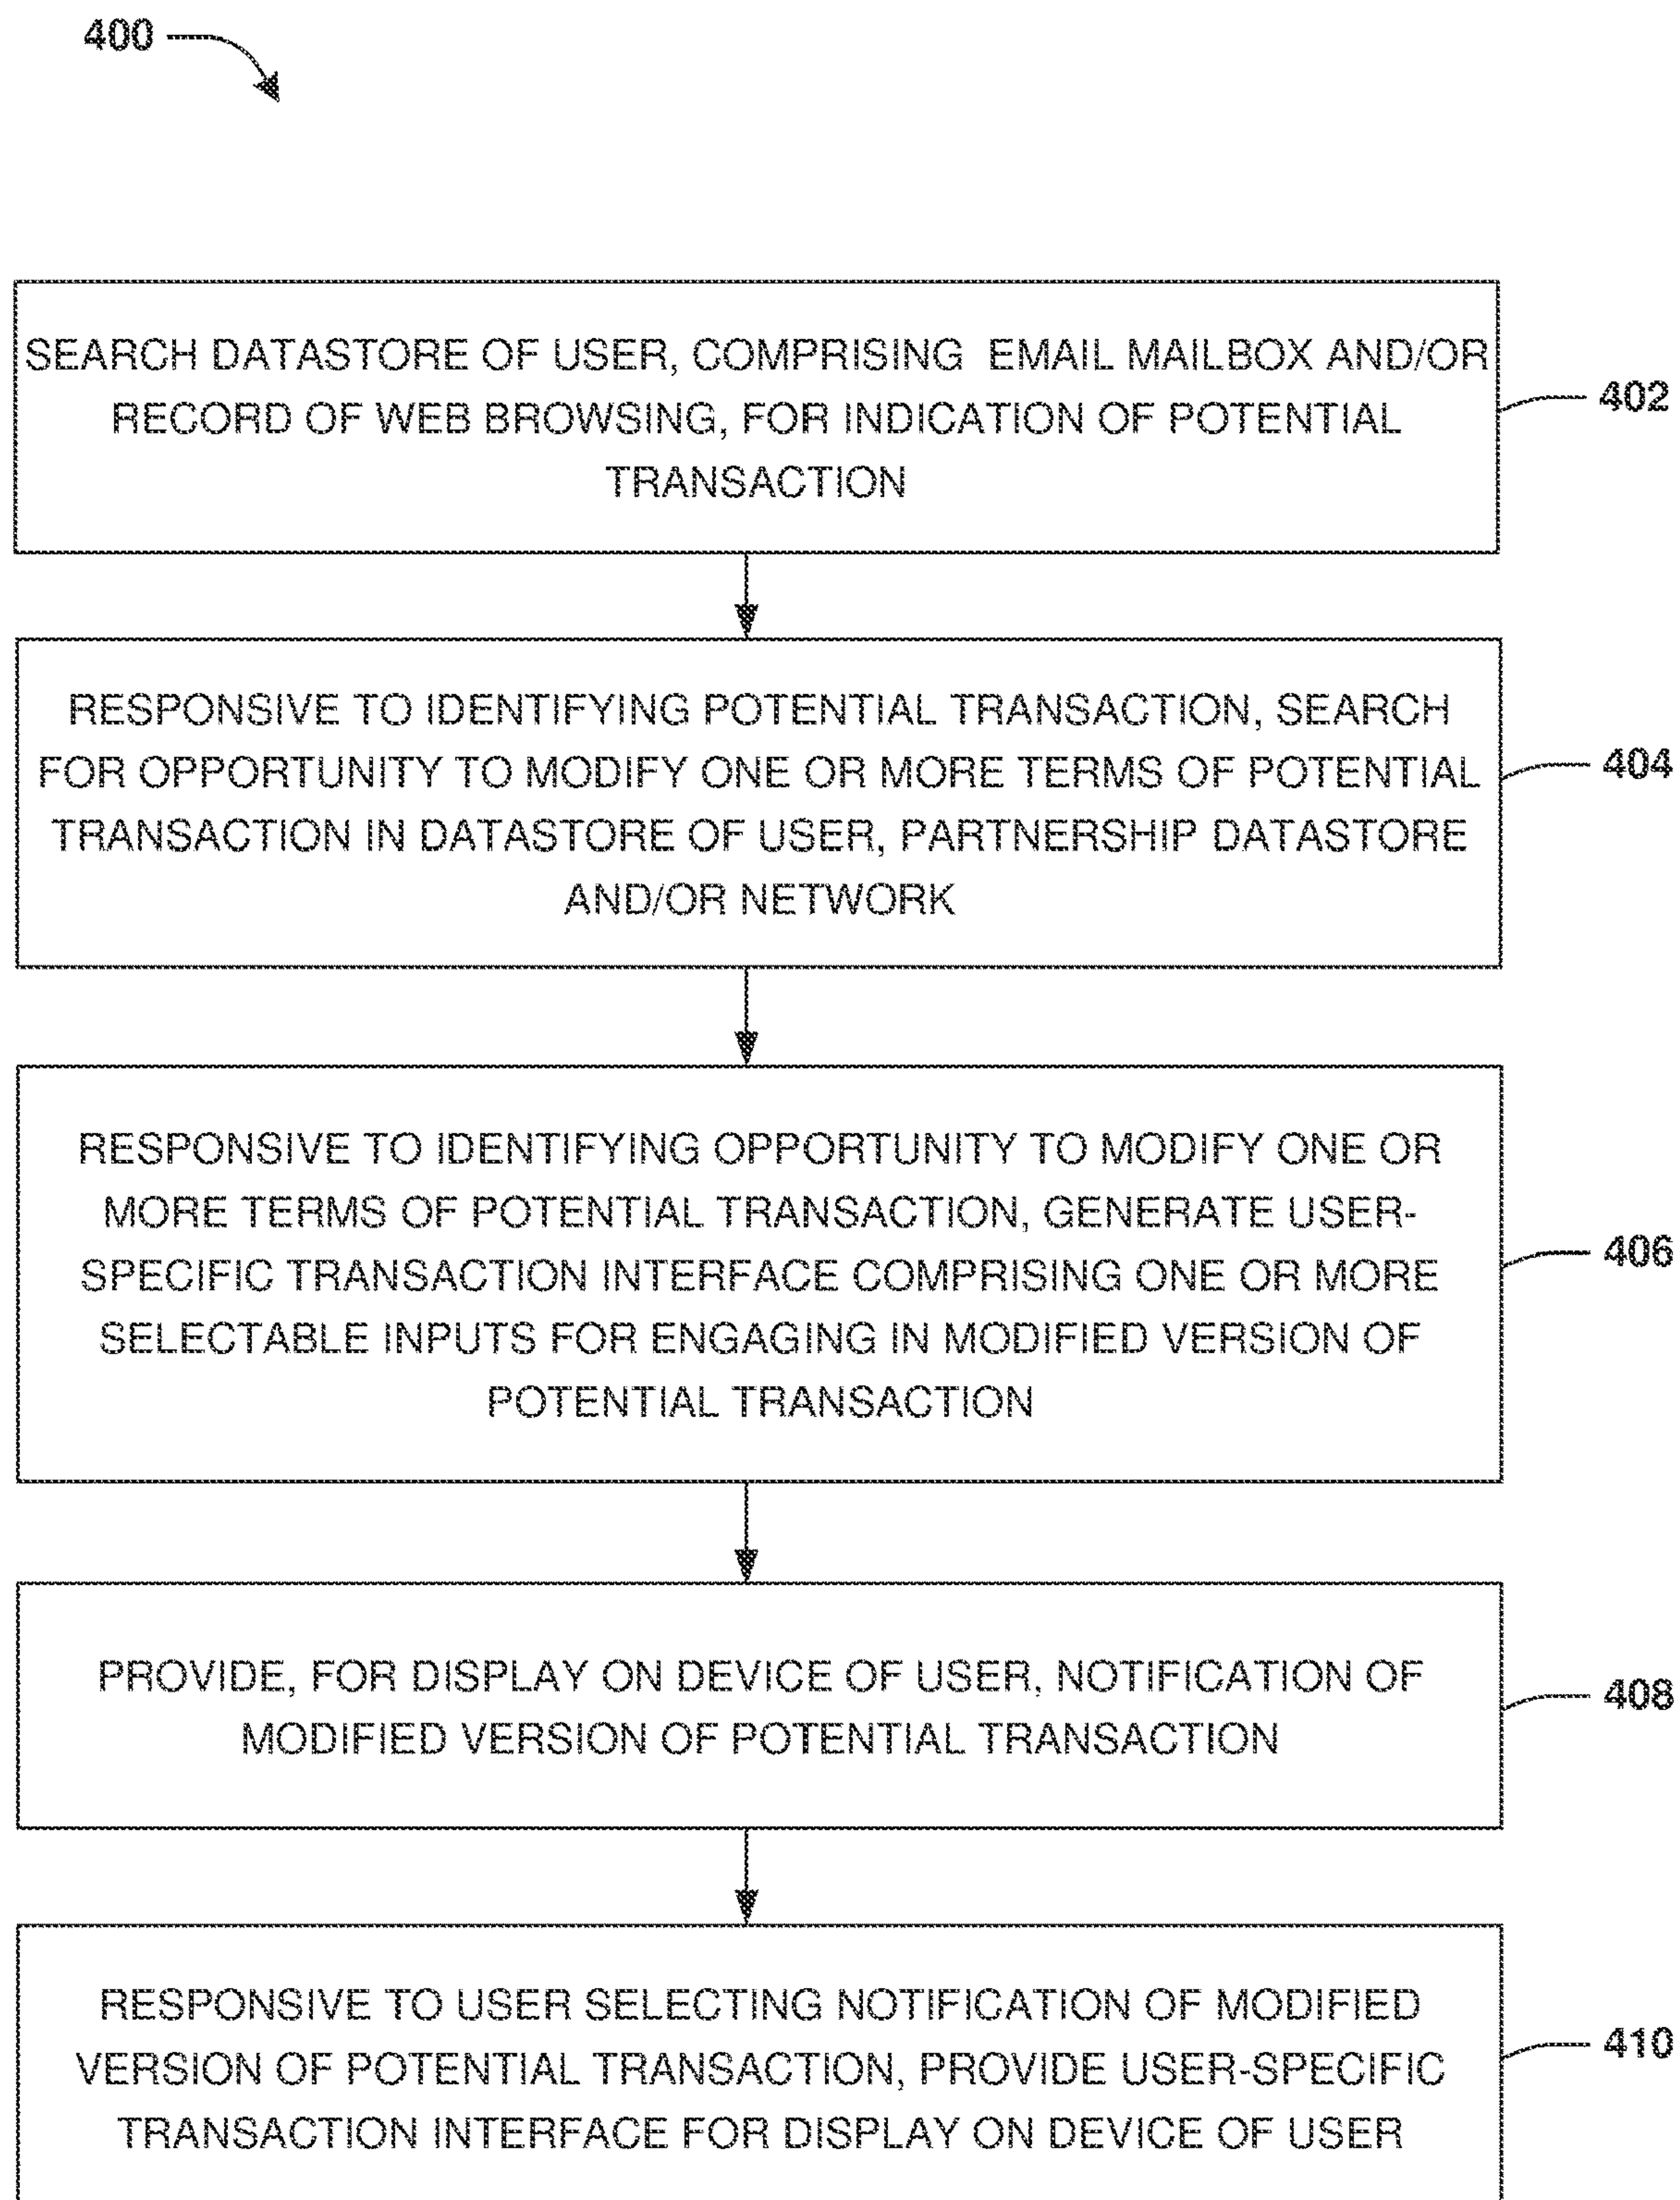 400
SEARCH DATASTORE OF USER, COMPRISING EMAIL MAILBOX AND/OR
RECORD OF WEB BROWSING, FOR INDICATION OF POTENTIAL
TRANSACTION
402
RESPONSIVE TO IDENTIFYING POTENTIAL TRANSACTION, SEARCH
FOR OPPORTUNITY TO MODIFY ONE OR MORE TERMS OF POTENTIAL
TRANSACTION IN DATASTORE OF USER, PARTNERSHIP DATASTORE
AND/OR NETWORK
404
RESPONSIVE TO IDENTIFYING OPPORTUNITY TO MODIFY ONE OR
MORE TERMS OF POTENTIAL TRANSACTION, GENERATE USER-
SPECIFIC TRANSACTION INTERFACE COMPRISING ONE OR MORE
SELECTABLE INPUTS FOR ENGAGING IN MODIFIED VERSION OF
POTENTIAL TRANSACTION
406
PROVIDE, FOR DISPLAY ON DEVICE OF USER, NOTIFICATION OF
MODIFIED VERSION OF POTENTIAL TRANSACTION
408
RESPONSIVE TO USER SELECTING NOTIFICATION OF MODIFIED
VERSION OF POTENTIAL TRANSACTION, PROVIDE USER-SPECIFIC
TRANSACTION INTERFACE FOR DISPLAY ON DEVICE OF USER
410